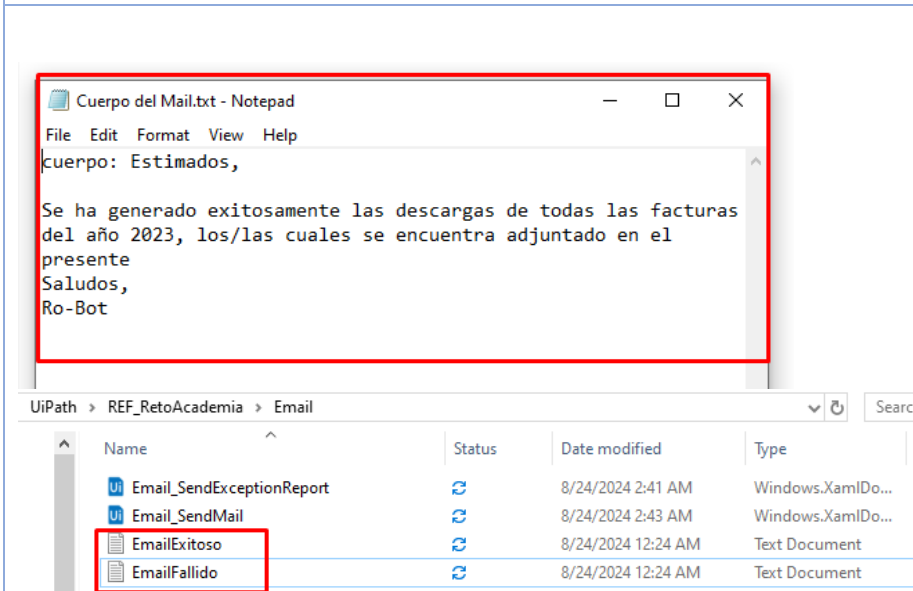 Cuerpo del Mail.txt - Notepad
File Edit Format View Help
cuerpo: Estimados,
Se ha generado exitosamente las descargas de todas las facturas
del año 2023, los/las cuales se encuentra adjuntado en el
presente
Saludos,
Ro-Bot
UiPath > REF_RetoAcademia > Email
Searc
Name Status Date modified Type
Ui Email_SendExceptionReport 8/24/2024 2:41 AM Windows.XamlDo...
Ui Email_SendMail 8/24/2024 2:43 AM Windows.XamlDo...
EmailExitoso 8/24/2024 12:24 AM Text Document
EmailFallido 8/24/2024 12:24 AM Text Document